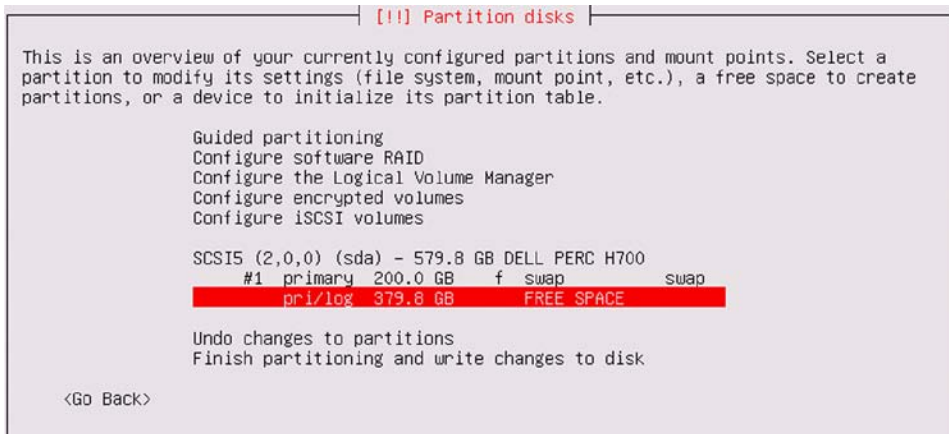 [!!] Partition disks
This is an overview of your currently configured partitions and mount points. Select a
partition to modify its settings (file system, mount point, etc.), a free space to create
partitions, or a device to initialize its partition table.
Guided partitioning
Configure software RAID
Configure the Logical Volume Manager
Configure encrypted volumes
Configure iSCSI volumes
SCSI5 (2,0,0) (sda) - 579.8 GB DELL PERC H700
#1 primary 200.0 GB f swap swap
pri/log 379.8 GB FREE SPACE
Undo changes to partitions
Finish partitioning and write changes to disk
<Go Back>